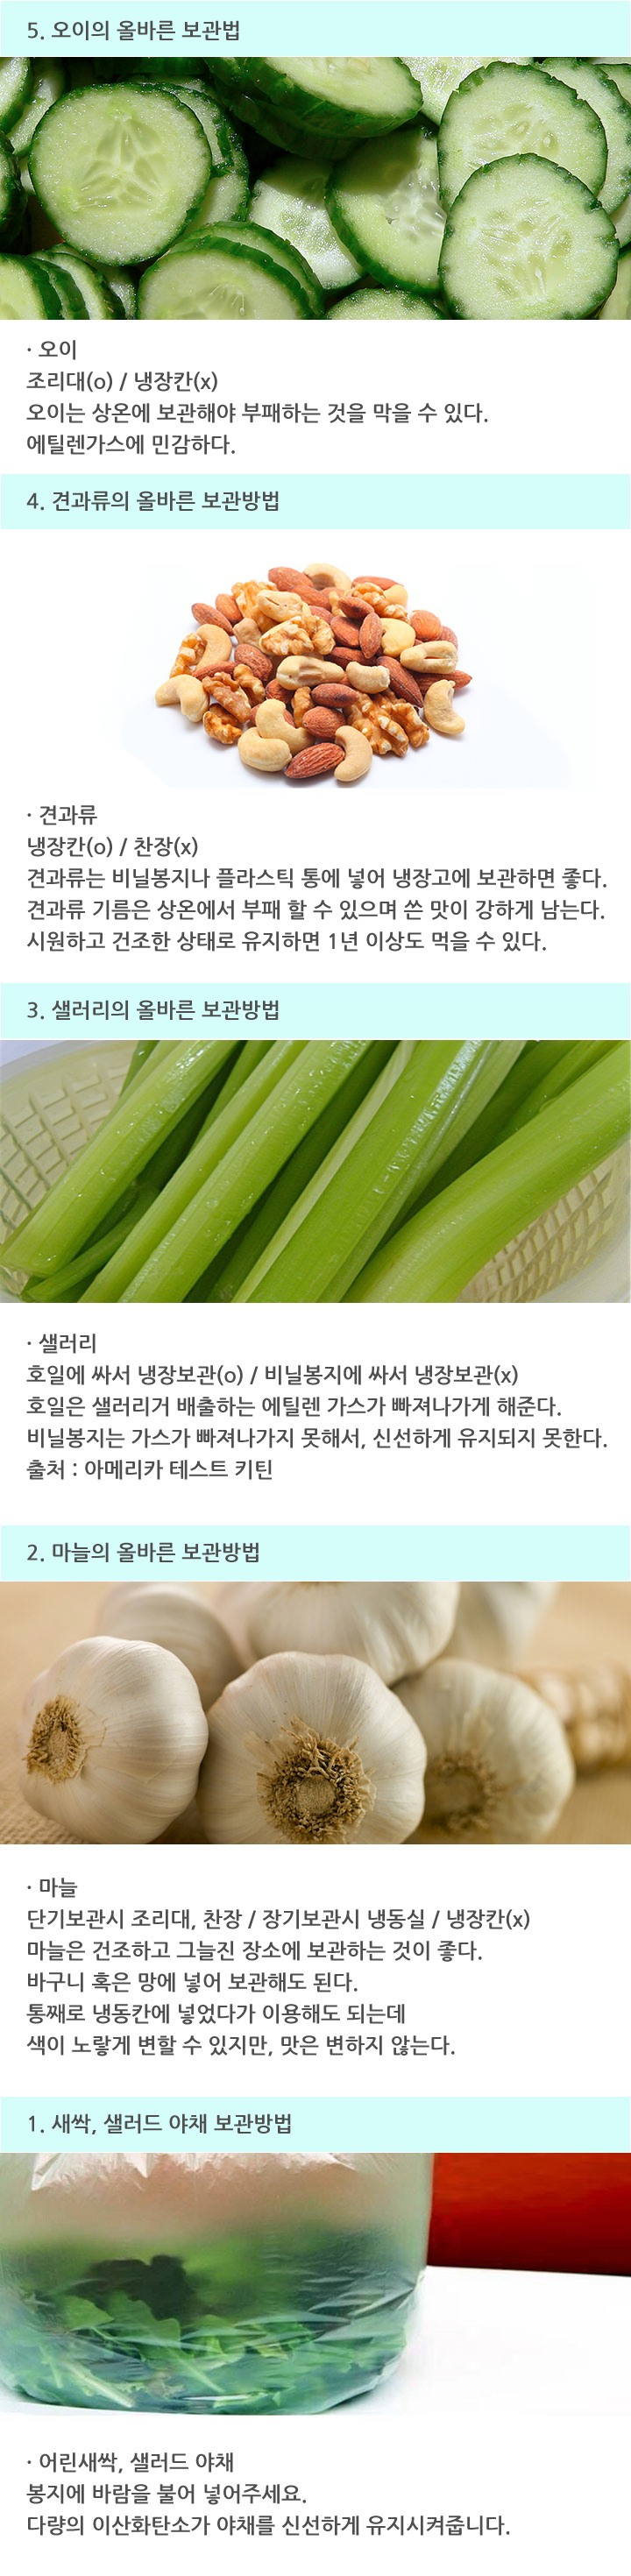 5. 오이의 올바른 보관법
· 오이
조리대(o) / 냉장칸(x)
오이는 상온에 보관해야 부패하는 것을 막을 수 있다.
에틸렌가스에 민감하다.
4. 견과류의 올바른 보관방법
· 견과류
냉장칸(o) / 찬장(x)
견과류는 비닐봉지나 플라스틱 통에 넣어 냉장고에 보관하면 좋다.
견과류 기름은 상온에서 부패 할 수 있으며 쓴 맛이 강하게 남는다.
시원하고 건조한 상태로 유지하면 1년 이상도 먹을 수 있다.
3. 샐러리의 올바른 보관방법
· 샐러리
호일에 싸서 냉장보관(o) / 비닐봉지에 싸서 냉장보관(x)
호일은 샐러리거 배출하는 에틸렌 가스가 빠져나가게 해준다.
비닐봉지는 가스가 빠져나가지 못해서, 신선하게 유지되지 못한다.
출처 : 아메리카 테스트 키틴
2. 마늘의 올바른 보관방법
· 마늘
단기보관시 조리대, 찬장 / 장기보관시 냉동실 / 냉장칸(x)
마늘은 건조하고 그늘진 장소에 보관하는 것이 좋다.
바구니 혹은 망에 넣어 보관해도 된다.
통째로 냉동칸에 넣었다가 이용해도 되는데
색이 노랗게 변할 수 있지만, 맛은 변하지 않는다.
1. 새싹, 샐러드 야채 보관방법
· 어린새싹, 샐러드 야채
봉지에 바람을 불어 넣어주세요.
다량의 이산화탄소가 야채를 신선하게 유지시켜줍니다.